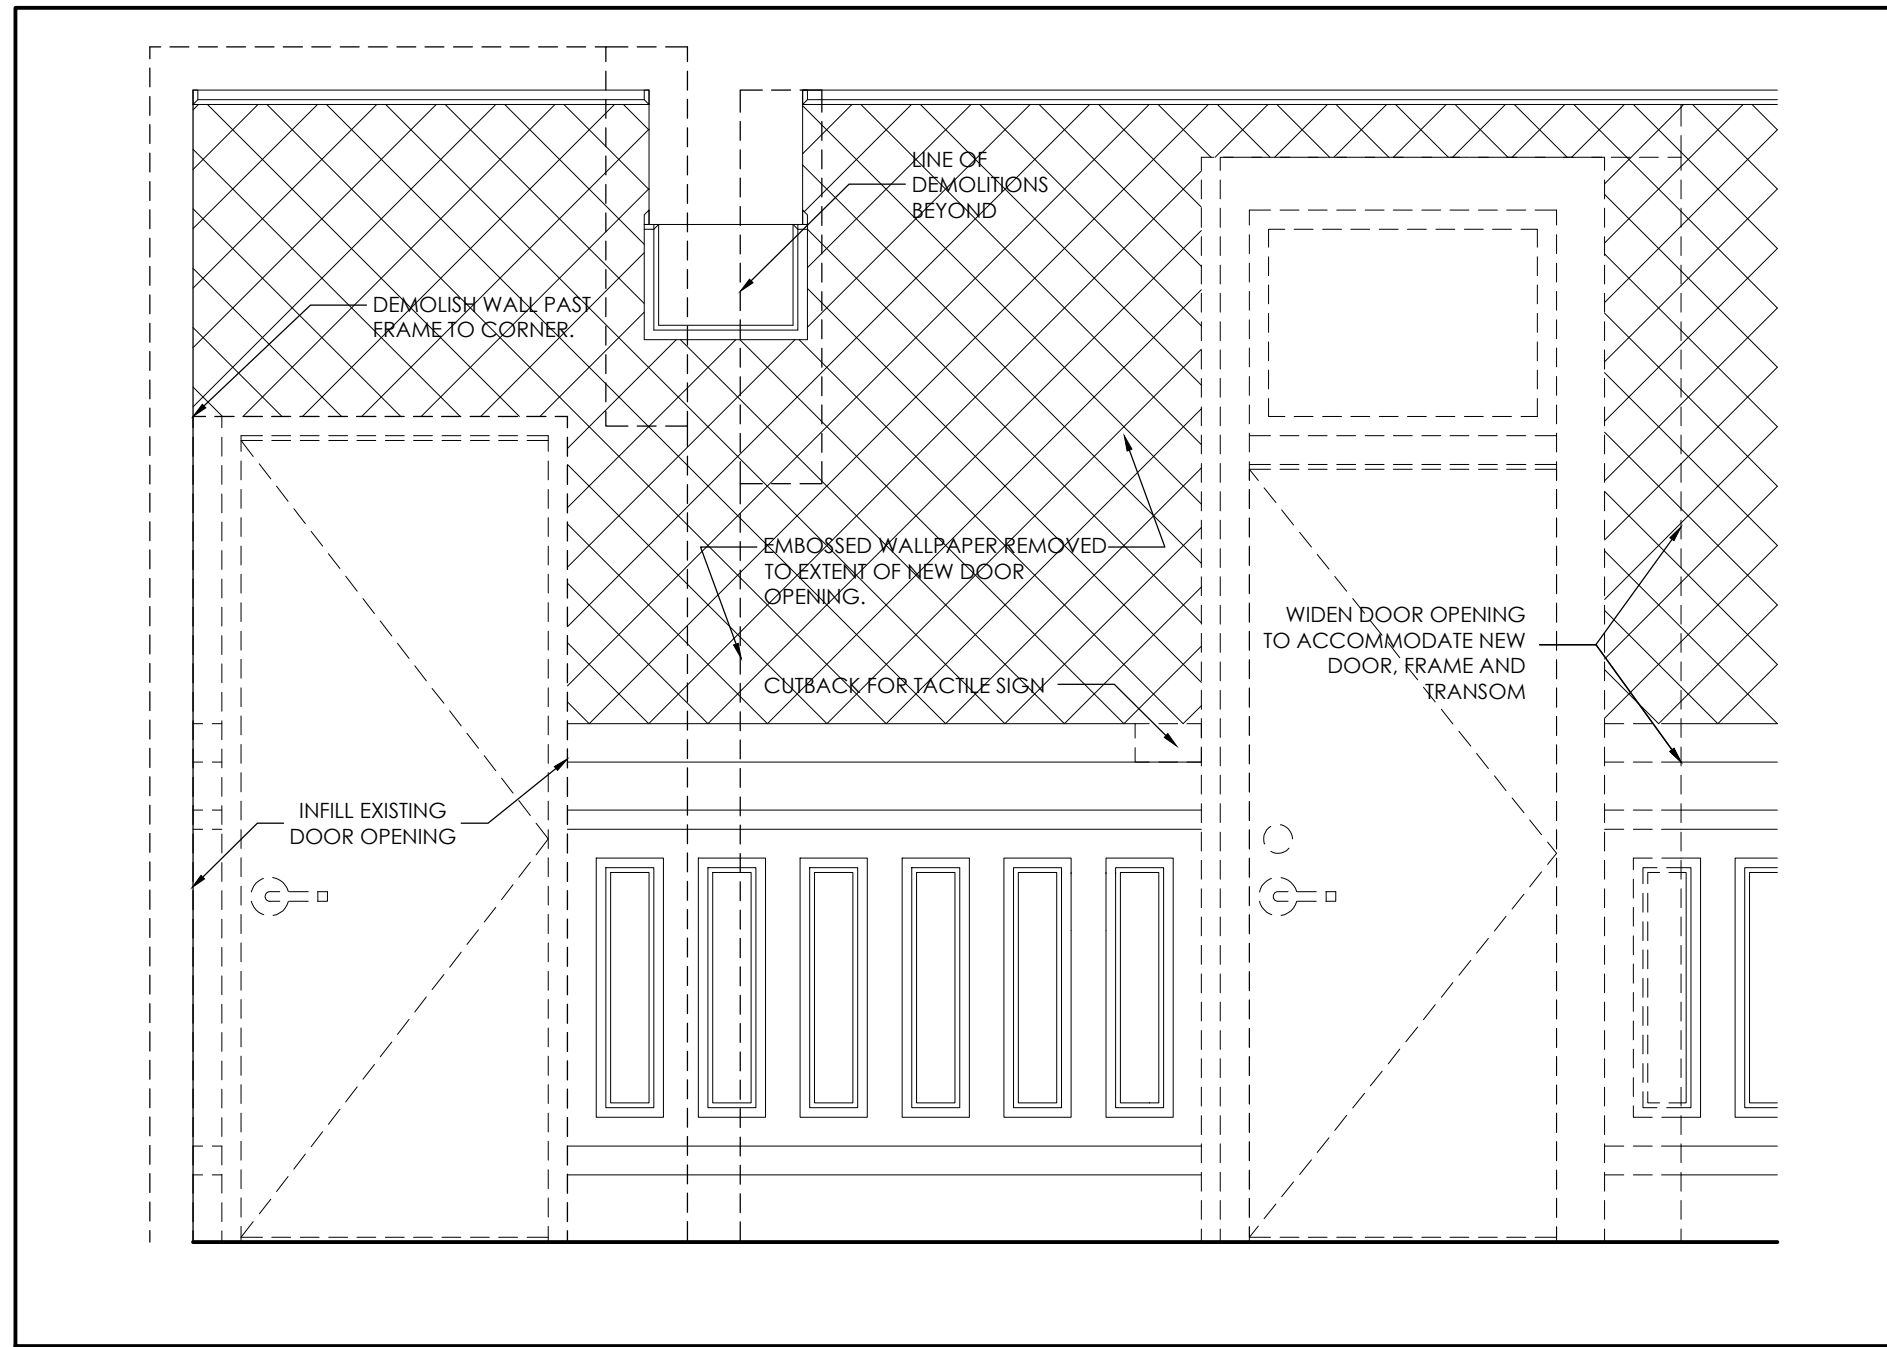 LINE OF
DEMOLITIONS
BEYOND
DEMOLISH WALL PAST
FRAME TO CORNER.
EMBOSSED WALLPAPER REMOVED
TO EXTENT OF NEW DOOR
OPENING.
WIDEN DOOR OPENING
TO ACCOMMODATE NEW
DOOR, FRAME AND
TRANSOM
CUTBACK FOR TACTILE SIGN
INFILL EXISTING
DOOR OPENING